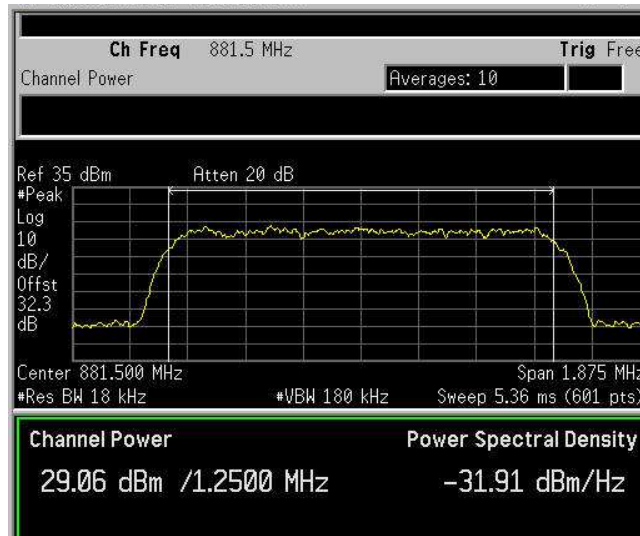 Ch Freq 881.5 MHz Trig Free
Channel Power Averages: 10
Ref 35 dBm Atten 20 dB
#Peak
Log
10
dB/
Offst
32.3
dB
Center 881.500 MHz Span 1.875 MHz
#Res BW 18 kHz #VBW 180 kHz Sweep 5.36 ms (601 pts)
Channel Power Power Spectral Density
29.06 dBm /1.2500 MHz -31.91 dBm/Hz